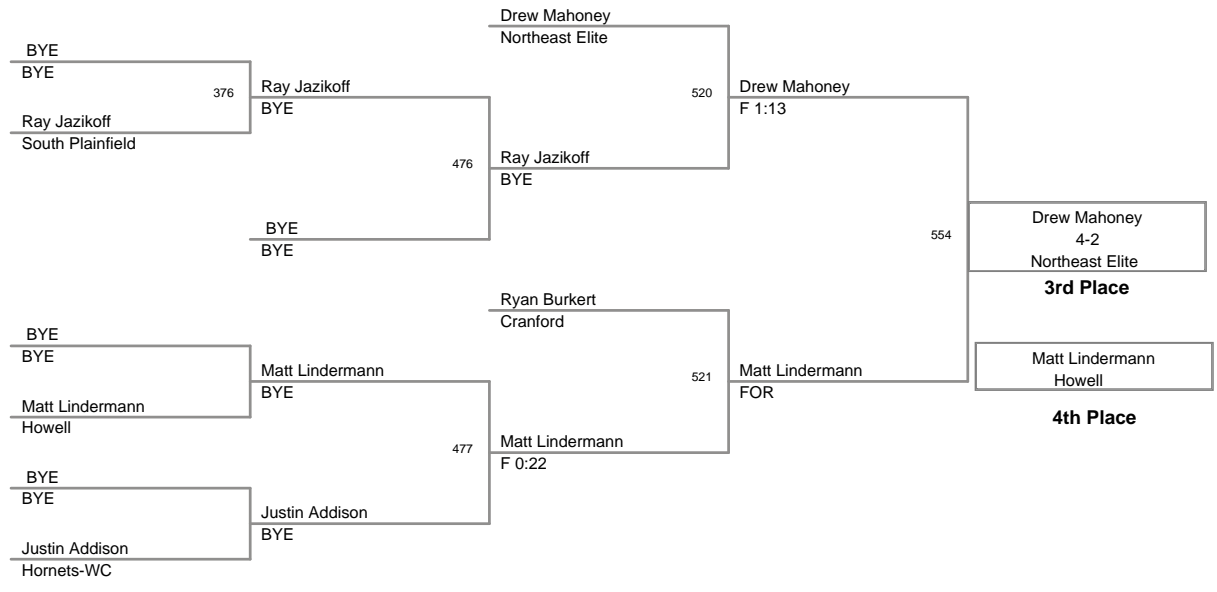 Drew Mahoney
Northeast Elite
BYE
BYE
376
Ray Jazikoff
BYE
520
Drew Mahoney
F 1:13
Ray Jazikoff
South Plainfield
476
Ray Jazikoff
BYE
BYE
BYE
554
Drew Mahoney
4-2
Northeast Elite
3rd Place
Ryan Burkert
Cranford
BYE
BYE
Matt Lindermann
BYE
521
Matt Lindermann
FOR
Matt Lindermann
Howell
4th Place
Matt Lindermann
Howell
477
Matt Lindermann
F 0:22
BYE
BYE
Justin Addison
BYE
Justin Addison
Hornets-WC